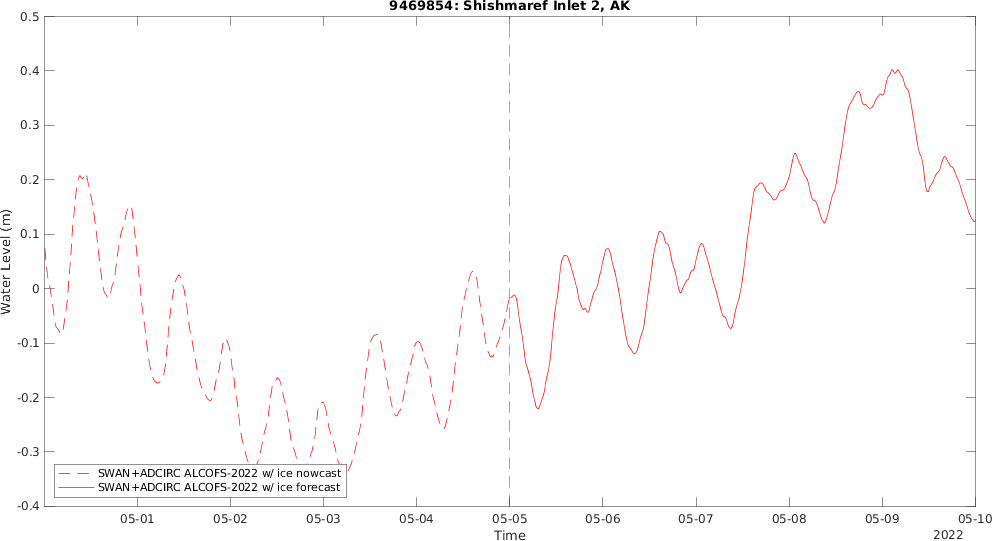 9469854: Shishmaref Inlet 2, AK
0.5
0.4
0.3
0.2
0.1
0
-0.1
-0.2
-0.3
-0.4
Water Level (m)
SWAN+ADCIRC ALCOFS-2022 w/ ice nowcast
SWAN+ADCIRC ALCOFS-2022 w/ ice forecast
05-01 05-02 05-03 05-04 05-05 05-06 05-07 05-08 05-09 05-10
Time
2022